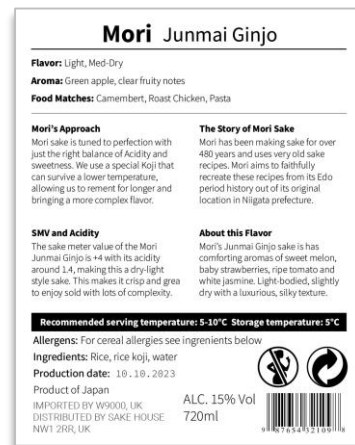 Mori Junmai Ginjo
Flavor: Light, Med-Dry
Aroma: Green apple, clear fruity notes
Food Matches: Camembert, Roast Chicken, Pasta
Mori's Approach
Mori sake is tuned to perfection with
just the right balance of Acidity and
sweetness. We use a special Koji that
can survive a lower temperature,
allowing us to rement for longer and
bringing a more complex flavor.
The Story of Mori Sake
Mori has been making sake for over
480 years and uses very old sake
recipes. Mori aims to faithfully
recreate these recipes from its Edo
period history out of its original
location in Niigata prefecture.
SMV and Acidity
The sake meter value of the Mori
Junmai Ginjo is +4 with its acidity
around 1.4, making this a dry-light
style sake. This makes it crisp and grea
to enjoy sold with lots of complexity.
About this Flavor
Mori's Junmai Ginjo sake is has
comforting aromas of sweet melon,
baby strawberries, ripe tomato and
white jasmine. Light-bodied, slightly
dry with a luxurious, silky texture.
Recommended serving temperature: 5-10°C Storage temperature: 5°C
Allergens: For cereal allergies see ingrenients below
Ingredients: Rice, rice koji, water
Production date: 10.10.2023
Product of Japan
IMPORTED BY W9000, UK
DISTRIBUTED BY SAKE HOUSE
NW1 2RR, UK
ALC. 15% Vol
720ml
9 87654 32109 8